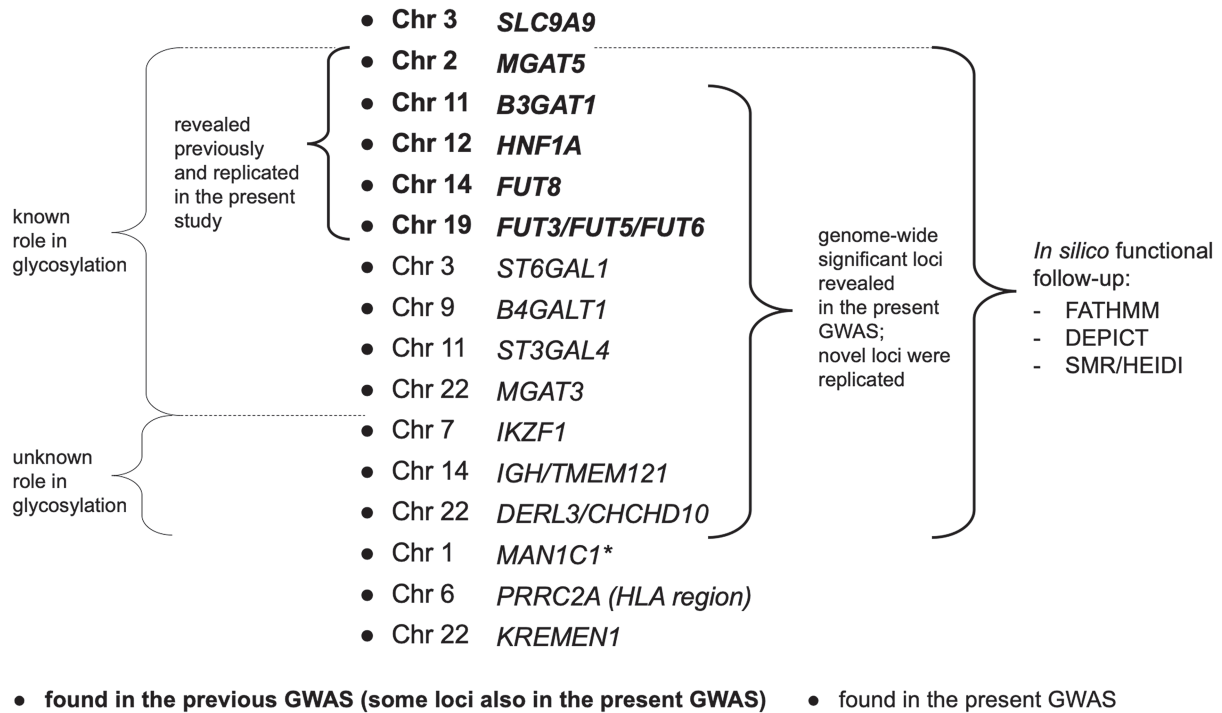 ● Chr 3 SLC9A9
● Chr 2 MGAT5
● Chr 11 B3GAT1
● Chr 12 HNF1A
● Chr 14 FUT8
● Chr 19 FUT3/FUT5/FUT6
● Chr 3 ST6GAL1
● Chr 9 B4GALT1
● Chr 11 ST3GAL4
● Chr 22 MGAT3
● Chr 7 IKZF1
● Chr 14 IGH/TMEM121
● Chr 22 DERL3/CHCHD10
● Chr 1 MAN1C1*
● Chr 6 PRRC2A (HLA region)
● Chr 22 KREMEN1
known
role in
glycosylation
unknown
role in
glycosylation
revealed
previously
and replicated
in the present
study
genome-wide
significant loci
revealed
in the present
GWAS;
novel loci were
replicated
In silico functional
follow-up:
- FATHMM
- DEPICT
- SMR/HEIDI
● found in the previous GWAS (some loci also in the present GWAS)
● found in the present GWAS